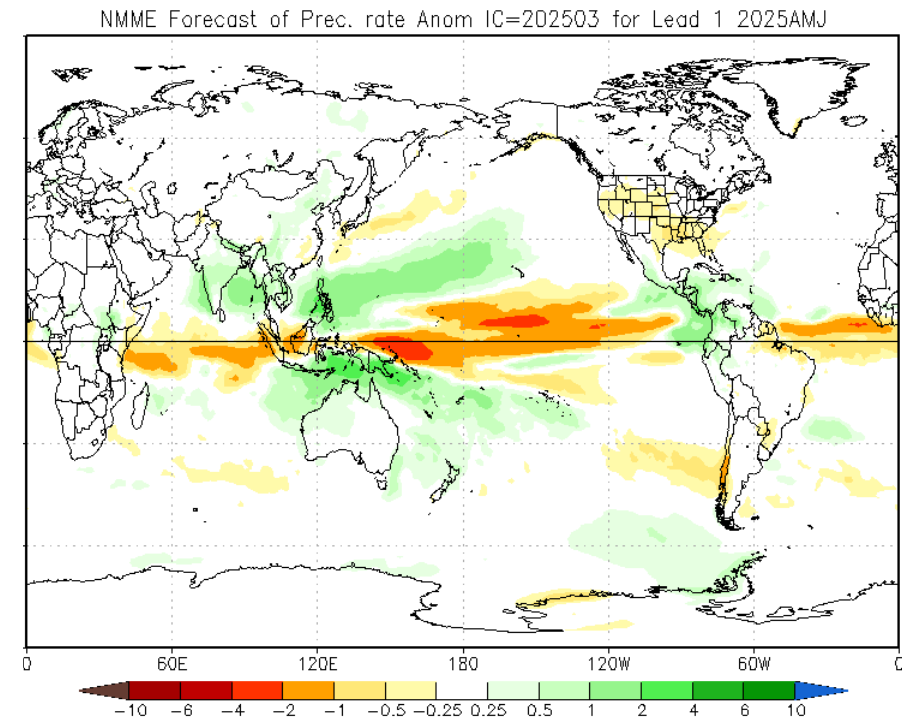 NMME Forecast of Prec. rate Anom IC=202503 for Lead 1 2025AMJ
0 60E 120E 180 120W 60W 0
-10 -6 -4 -2 -1 -0.5 -0.25 0.25 0.5 1 2 4 6 10